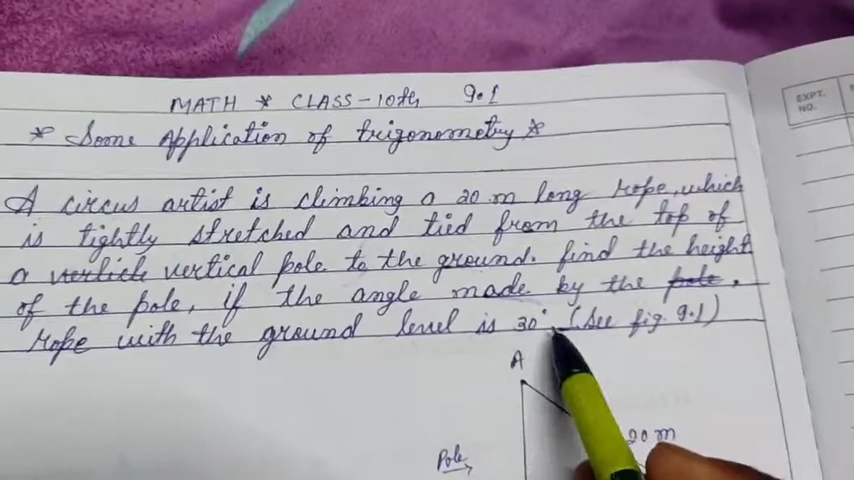 MATH * CLASS-10th 9.1
* Some Application of trigonometry *
A circus artist is climbing a 20 m long rope, which
is tightly stretched and tied from the top of
a verticle vertical pole to the ground. find the height
of the pole, if the angle made by the pole.
rope with the ground level is 30° (See fig. 9.1)
A
20 m
Pole
EXPT.
NO.